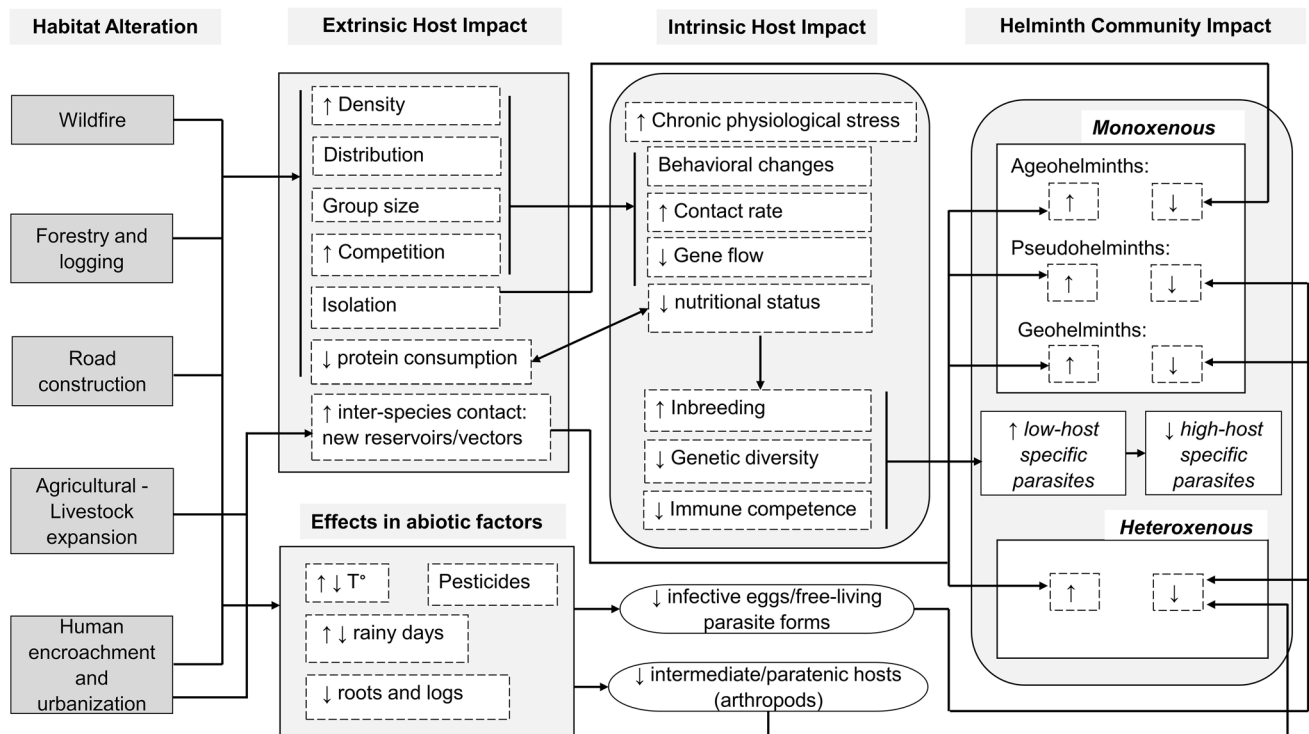 Habitat Alteration
Wildfire
Forestry and
logging
Road
construction
Agricultural -
Livestock
expansion
Human
encroachment
and
urbanization
Extrinsic Host Impact
↑ Density
Distribution
Group size
↑ Competition
Isolation
↓ protein consumption
↑ inter-species contact:
new reservoirs/vectors
Effects in abiotic factors
↑ ↓ T°
Pesticides
↑ ↓ rainy days
↓ roots and logs
Intrinsic Host Impact
↑ Chronic physiological stress
Behavioral changes
↑ Contact rate
↓ Gene flow
↓ nutritional status
↑ Inbreeding
↓ Genetic diversity
↓ Immune competence
↓ infective eggs/free-living
parasite forms
↓ intermediate/paratenic hosts
(arthropods)
Helminth Community Impact
Monoxenous
Ageohelminths:
↑ ↓
Pseudohelminths:
↑ ↓
Geohelminths:
↑ ↓
↑ low-host
specific
parasites
↓ high-host
specific
parasites
Heteroxenous
↑ ↓